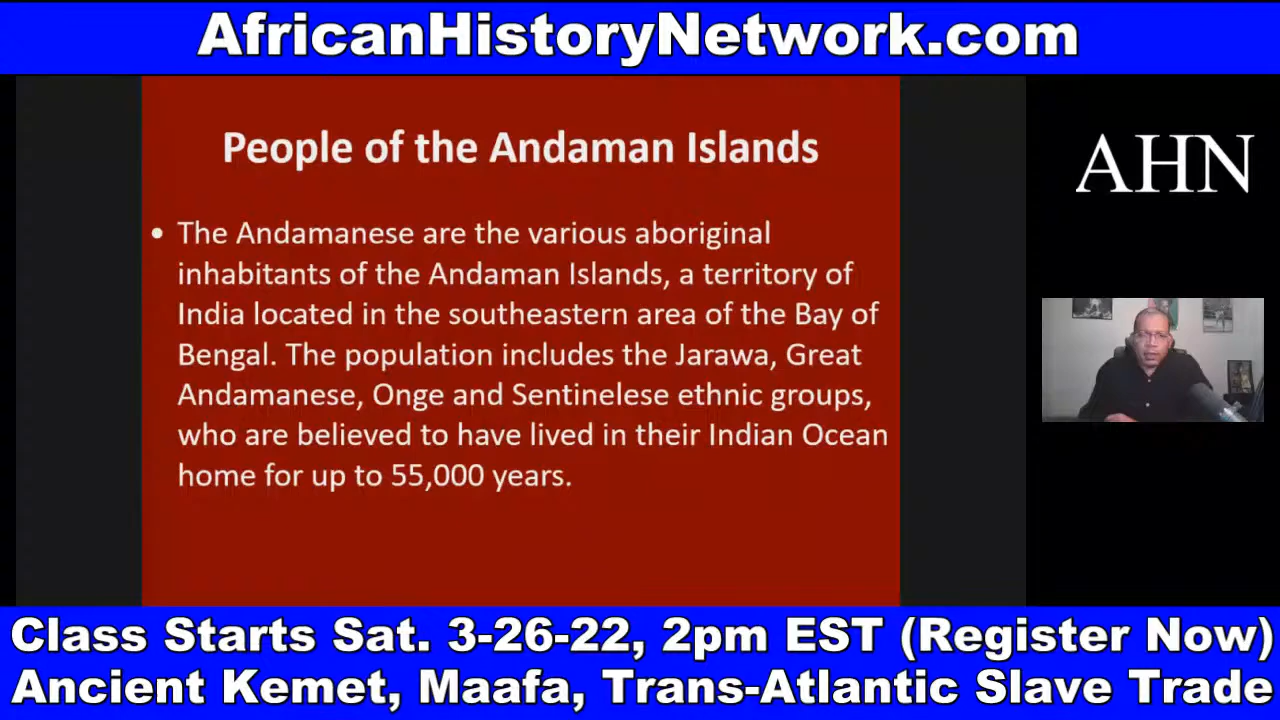 AfricanHistoryNetwork.com
People of the Andaman Islands
AHN
• The Andamanese are the various aboriginal
inhabitants of the Andaman Islands, a territory of
India located in the southeastern area of the Bay of
Bengal. The population includes the Jarawa, Great
Andamanese, Onge and Sentinelese ethnic groups,
who are believed to have lived in their Indian Ocean
home for up to 55,000 years.
Class Starts Sat. 3-26-22, 2pm EST (Register Now)
Ancient Kemet, Maafa, Trans-Atlantic Slave Trade